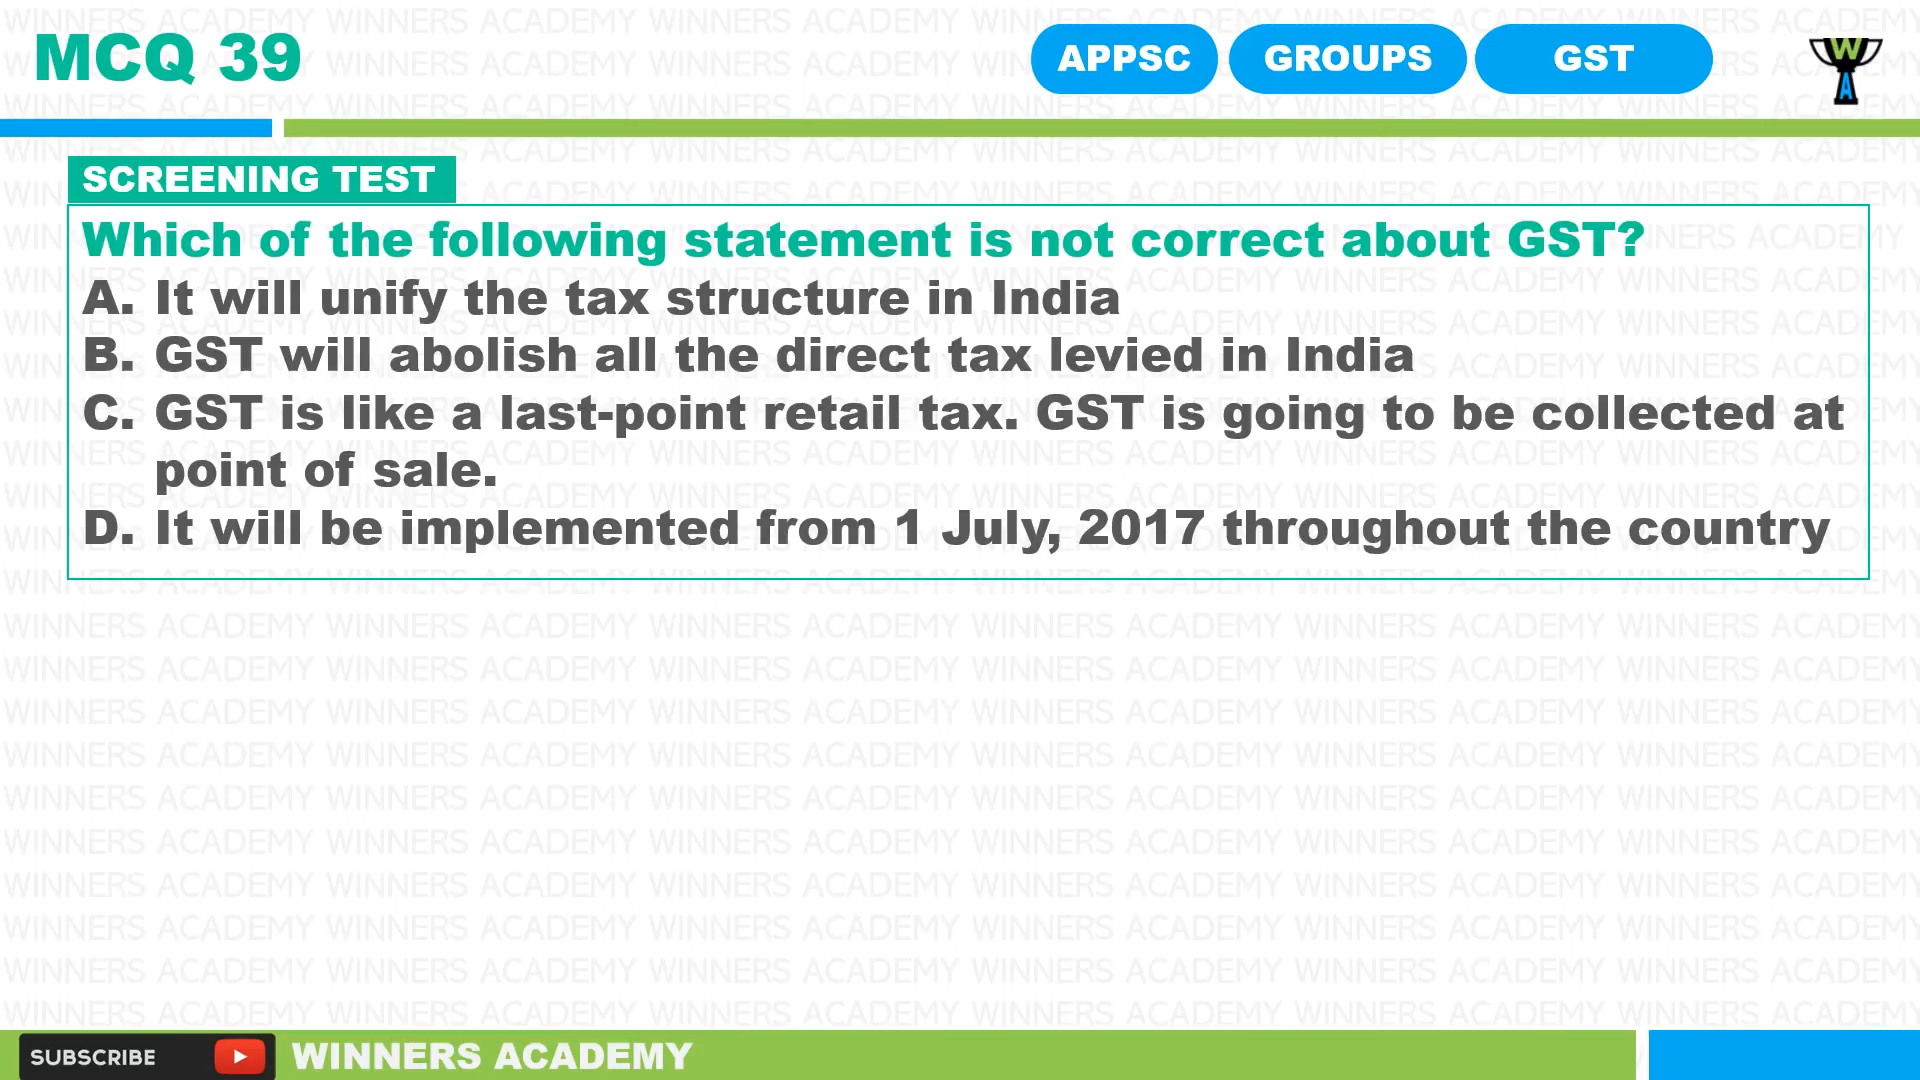 MCQ 39
APPSC
GROUPS
GST
W
A
SCREENING TEST
Which of the following statement is not correct about GST?
A. It will unify the tax structure in India
B. GST will abolish all the direct tax levied in India
C. GST is like a last-point retail tax. GST is going to be collected at
point of sale.
D. It will be implemented from 1 July, 2017 throughout the country
SUBSCRIBE
WINNERS ACADEMY